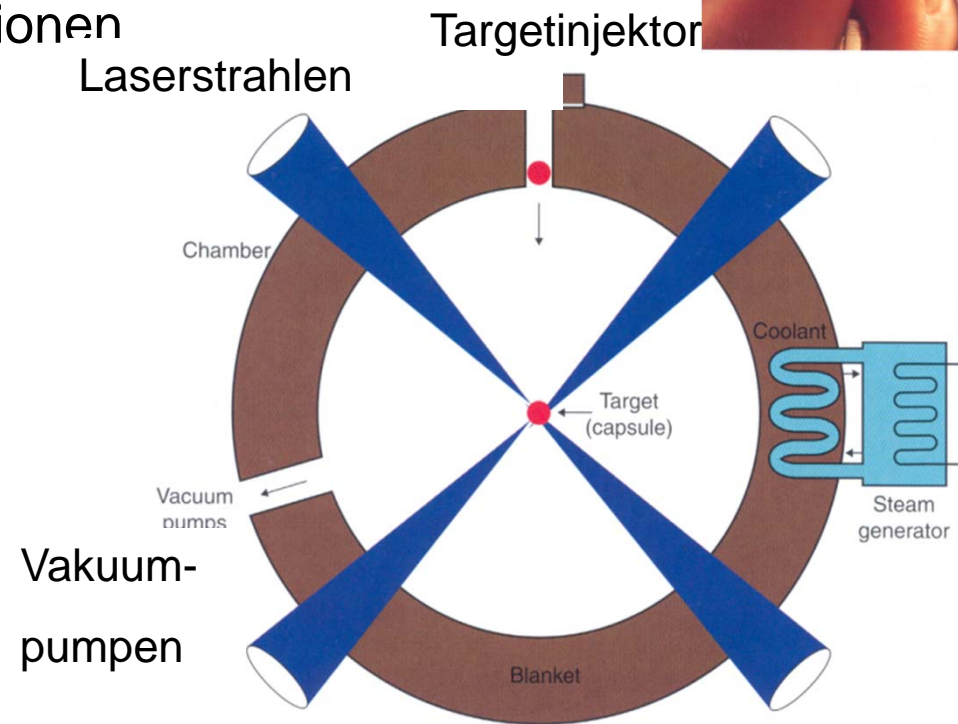 ionen
Targetinjektor
Laserstrahlen
Chamber
Coolant
Target
(capsule)
Vacuum
pumps
Steam
generator
Vakuum-
pumpen
Blanket